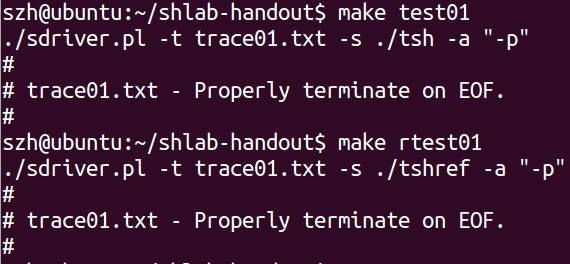 szh@ubuntu:~/shlab-handout$ make test01
./sdriver.pl -t trace01.txt -s ./tsh -a "-p"
#
# trace01.txt - Properly terminate on EOF.
#
szh@ubuntu:~/shlab-handout$ make rtest01
./sdriver.pl -t trace01.txt -s ./tshref -a "-p"
#
# trace01.txt - Properly terminate on EOF.
#